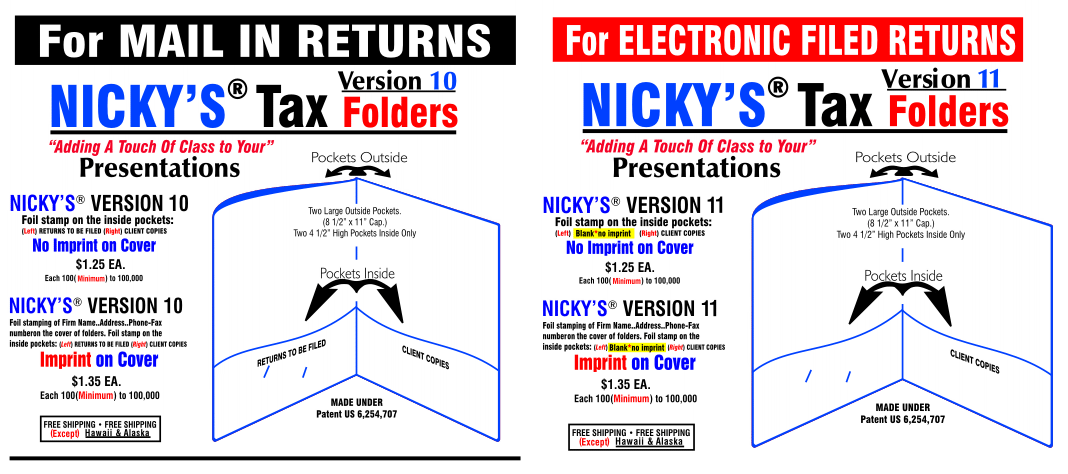 For MAIL IN RETURNS
NICKY'S® Tax Version 10 Folders
"Adding A Touch Of Class to Your"
Presentations
NICKY'S® VERSION 10
Foil stamp on the inside pockets:
(Left) RETURNS TO BE FILED (Right) CLIENT COPIES
No Imprint on Cover
$1.25 EA.
Each 100(Minimum) to 100,000
NICKY'S® VERSION 10
Foil stamping of Firm Name..Address..Phone-Fax
numberon the cover of folders. Foil stamp on the
inside pockets: (Left) RETURNS TO BE FILED (Right) CLIENT COPIES
Imprint on Cover
$1.35 EA.
Each 100(Minimum) to 100,000
FREE SHIPPING • FREE SHIPPING
(Except) Hawaii & Alaska
Pockets Outside
Two Large Outside Pockets.
(8 1/2" x 11" Cap.)
Two 4 1/2" High Pockets Inside Only
Pockets Inside
RETURNS TO BE FILED
CLIENT COPIES
MADE UNDER
Patent US 6,254,707
For ELECTRONIC FILED RETURNS
NICKY'S® Tax Version 11 Folders
"Adding A Touch Of Class to Your"
Presentations
NICKY'S® VERSION 11
Foil stamp on the inside pockets:
(Left) Blank*no imprint (Right) CLIENT COPIES
No Imprint on Cover
$1.25 EA.
Each 100(Minimum) to 100,000
NICKY'S® VERSION 11
Foil stamping of Firm Name..Address..Phone-Fax
numberon the cover of folders. Foil stamp on the
inside pockets: (Left) Blank*no imprint (Right) CLIENT COPIES
Imprint on Cover
$1.35 EA.
Each 100(Minimum) to 100,000
FREE SHIPPING • FREE SHIPPING
(Except) Hawaii & Alaska
Pockets Outside
Two Large Outside Pockets.
(8 1/2" x 11" Cap.)
Two 4 1/2" High Pockets Inside Only
Pockets Inside
CLIENT COPIES
MADE UNDER
Patent US 6,254,707